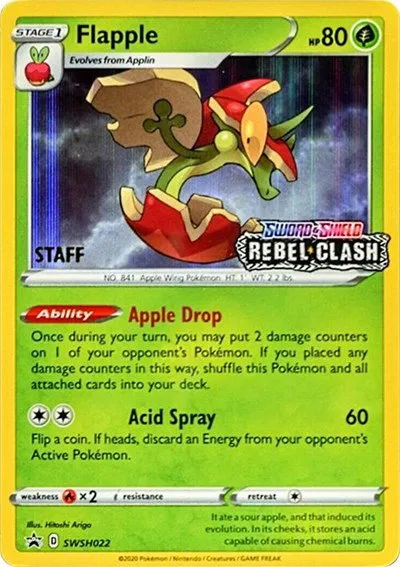 STAGE 1 Flapple HP 80
Evolves from Applin
STAFF
SWORD & SHIELD
REBEL CLASH
NO. 841 Apple Wing Pokémon HT: 1' WT: 2.2 lbs.
Ability Apple Drop
Once during your turn, you may put 2 damage counters
on 1 of your opponent's Pokémon. If you placed any
damage counters in this way, shuffle this Pokémon and all
attached cards into your deck.
Acid Spray 60
Flip a coin. If heads, discard an Energy from your opponent's
Active Pokémon.
weakness ×2 resistance retreat
Illus. Hitoshi Ariga
It ate a sour apple, and that induced its
evolution. In its cheeks, it stores an acid
capable of causing chemical burns.
D SWSH022
©2020 Pokémon / Nintendo / Creatures / GAME FREAK